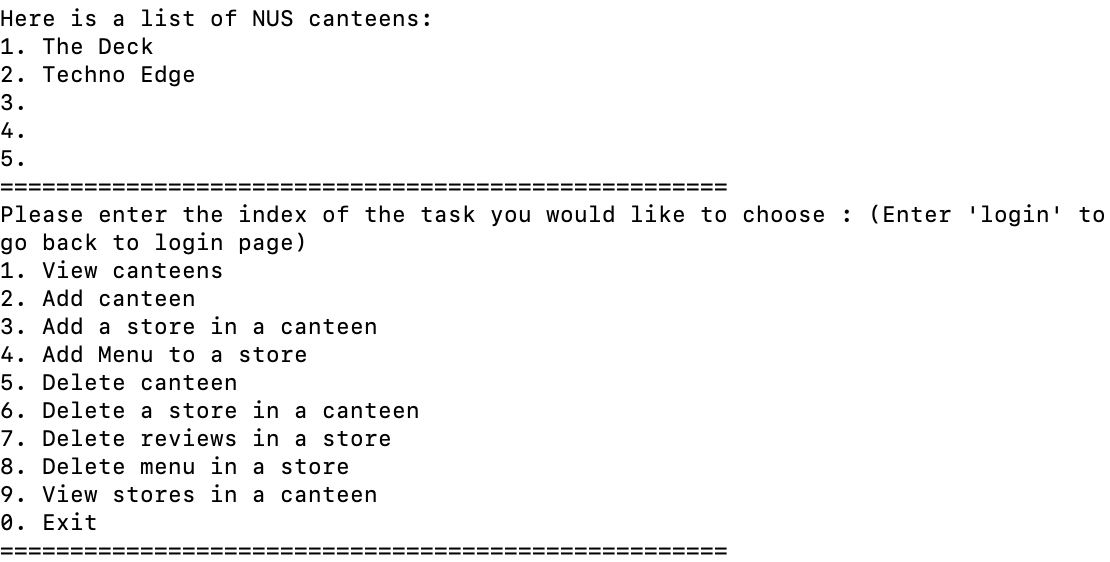 Here is a list of NUS canteens:
1. The Deck
2. Techno Edge
3.
4.
5.
====================================================
Please enter the index of the task you would like to choose : (Enter 'login' to
go back to login page)
1. View canteens
2. Add canteen
3. Add a store in a canteen
4. Add Menu to a store
5. Delete canteen
6. Delete a store in a canteen
7. Delete reviews in a store
8. Delete menu in a store
9. View stores in a canteen
0. Exit
====================================================